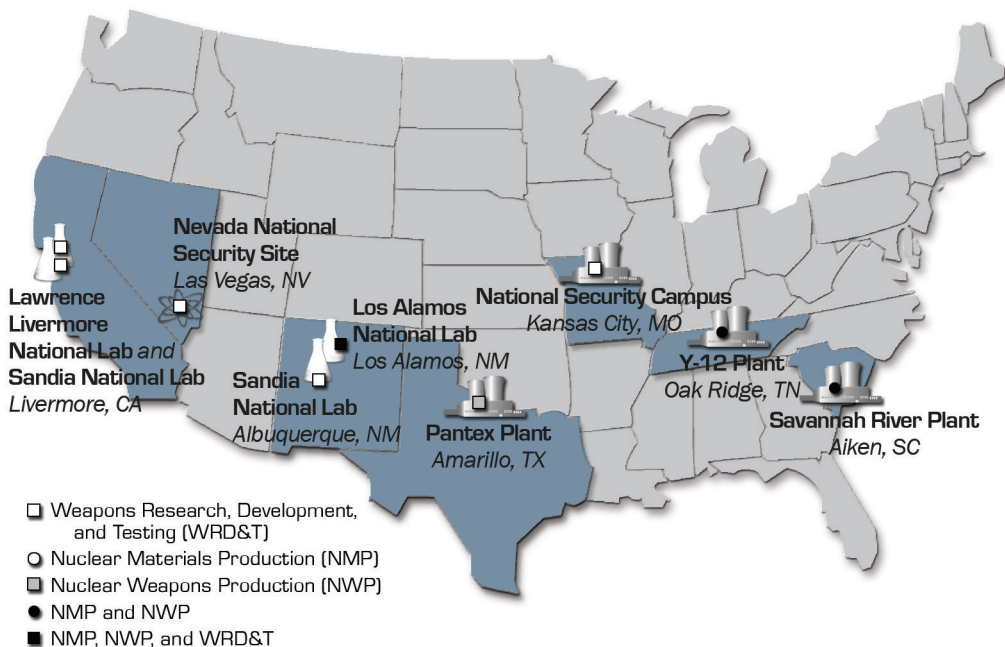 Nevada National
Security Site
Las Vegas, NV
Lawrence
Livermore
National Lab and
Sandia National Lab
Livermore, CA
Los Alamos
National Lab
Los Alamos, NM
Sandia
National Lab
Albuquerque, NM
National Security Campus
Kansas City, MO
Pantex Plant
Amarillo, TX
Y-12 Plant
Oak Ridge, TN
Savannah River Plant
Aiken, SC
Weapons Research, Development,
and Testing (WRD&T)
Nuclear Materials Production (NMP)
Nuclear Weapons Production (NWP)
NMP and NWP
NMP, NWP, and WRD&T